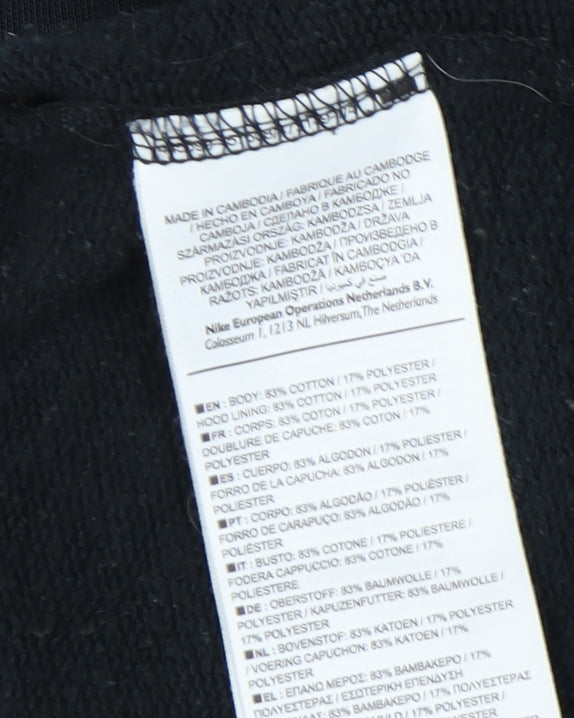 MADE IN CAMBODIA / FABRIQUE AU CAMBODGE
/ HECHO EN CAMBOYA / FABRICADO NO
CAMBOJA / СДЕЛАНО В КАМБОДЖЕ /
SZÁRMAZÁSI ORSZÁG: KAMBODZSA / ZEMLJA
PROIZVODNJE: KAMBODŽA / DRŽAVA
PROIZVODNJE: KAMBODŽA / ПРОИЗВЕДЕНО В
КАМБОДЖА / FABRICAT ÎN CAMBODGIA /
RAŽOTS: KAMBODŽĀ / KAMBOÇYA'DA
YAPILMIŞTIR / صنع في كمبوديا
Nike European Operations Netherlands B.V.
Colosseum 1, 1213 NL Hilversum, The Netherlands
■EN : BODY: 83% COTTON / 17% POLYESTER /
HOOD LINING: 83% COTTON / 17% POLYESTER
■FR : CORPS: 83% COTON / 17% POLYESTER /
DOUBLURE DE CAPUCHE: 83% COTON / 17%
POLYESTER
■ES : CUERPO: 83% ALGODON / 17% POLIESTER /
FORRO DE LA CAPUCHA: 83% ALGODON / 17%
POLIESTER
■PT : CORPO: 83% ALGODÃO / 17% POLIÉSTER /
FORRO DE CARAPUÇO: 83% ALGODÃO / 17%
POLIÉSTER
■IT : BUSTO: 83% COTONE / 17% POLIESTERE /
FODERA CAPPUCCIO: 83% COTONE / 17%
POLIESTERE
■DE : OBERSTOFF: 83% BAUMWOLLE / 17%
POLYESTER / KAPUZENFUTTER: 83% BAUMWOLLE /
17% POLYESTER
■NL : BOVENSTOF: 83% KATOEN / 17% POLYESTER
/ VOERING CAPUCHON: 83% KATOEN / 17%
POLYESTER
■EL : ΕΠΑΝΩ ΜΕΡΟΣ: 83% ΒΑΜΒΑΚΕΡΟ / 17%
ΠΟΛΥΕΣΤΕΡΑΣ / ΕΣΩΤΕΡΙΚΗ ΕΠΕΝΔΥΣΗ
83% ΒΑΜΒΑΚΕΡΟ / 17% ΠΟΛΥΕΣΤΕΡΑΣ
17% POLYESTER /